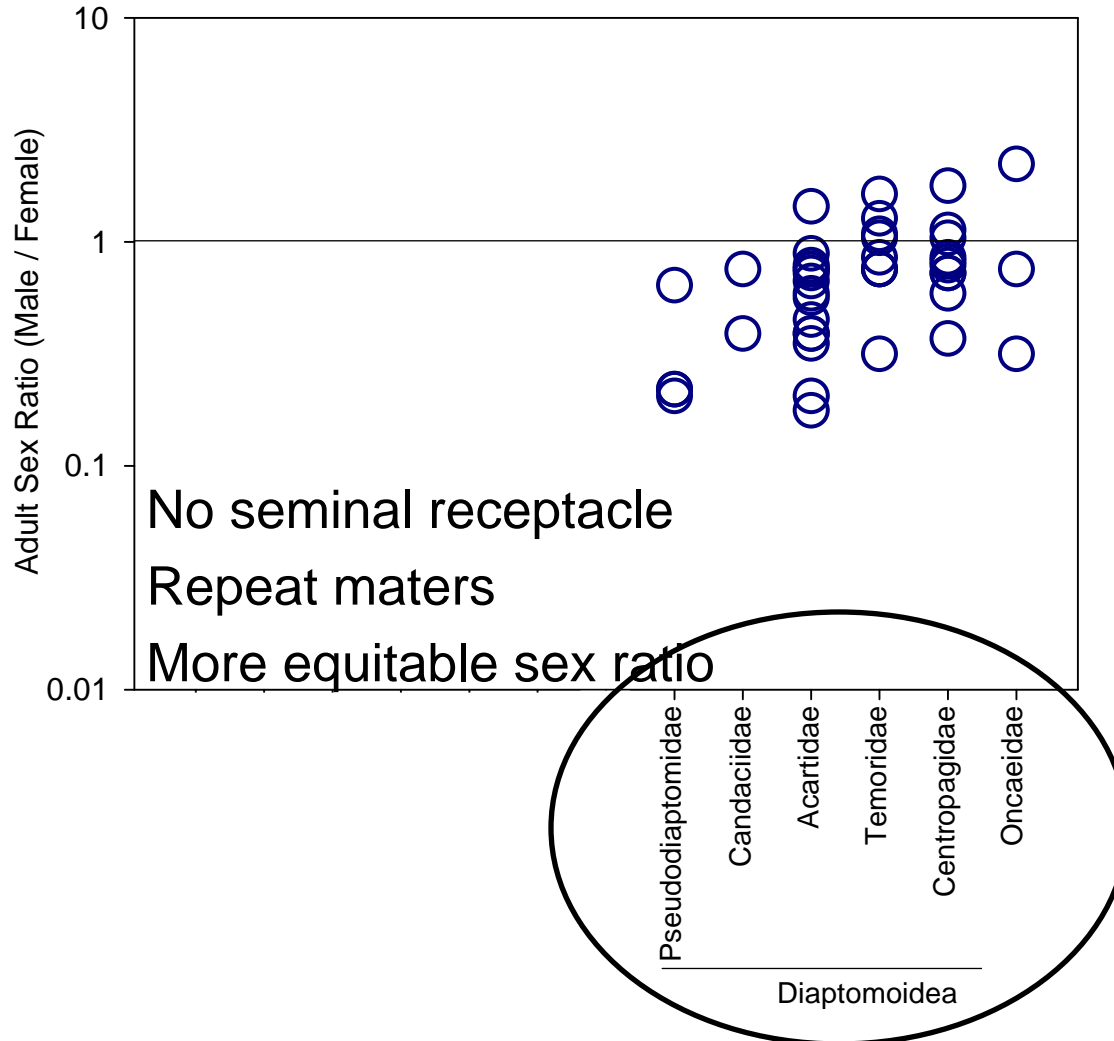 10
1
0.1
0.01
Adult Sex Ratio (Male / Female)
No seminal receptacle
Repeat maters
More equitable sex ratio
Pseudodiaptomidae
Candaciidae
Acartidae
Temoridae
Centropagidae
Oncaeidae
Diaptomoidea